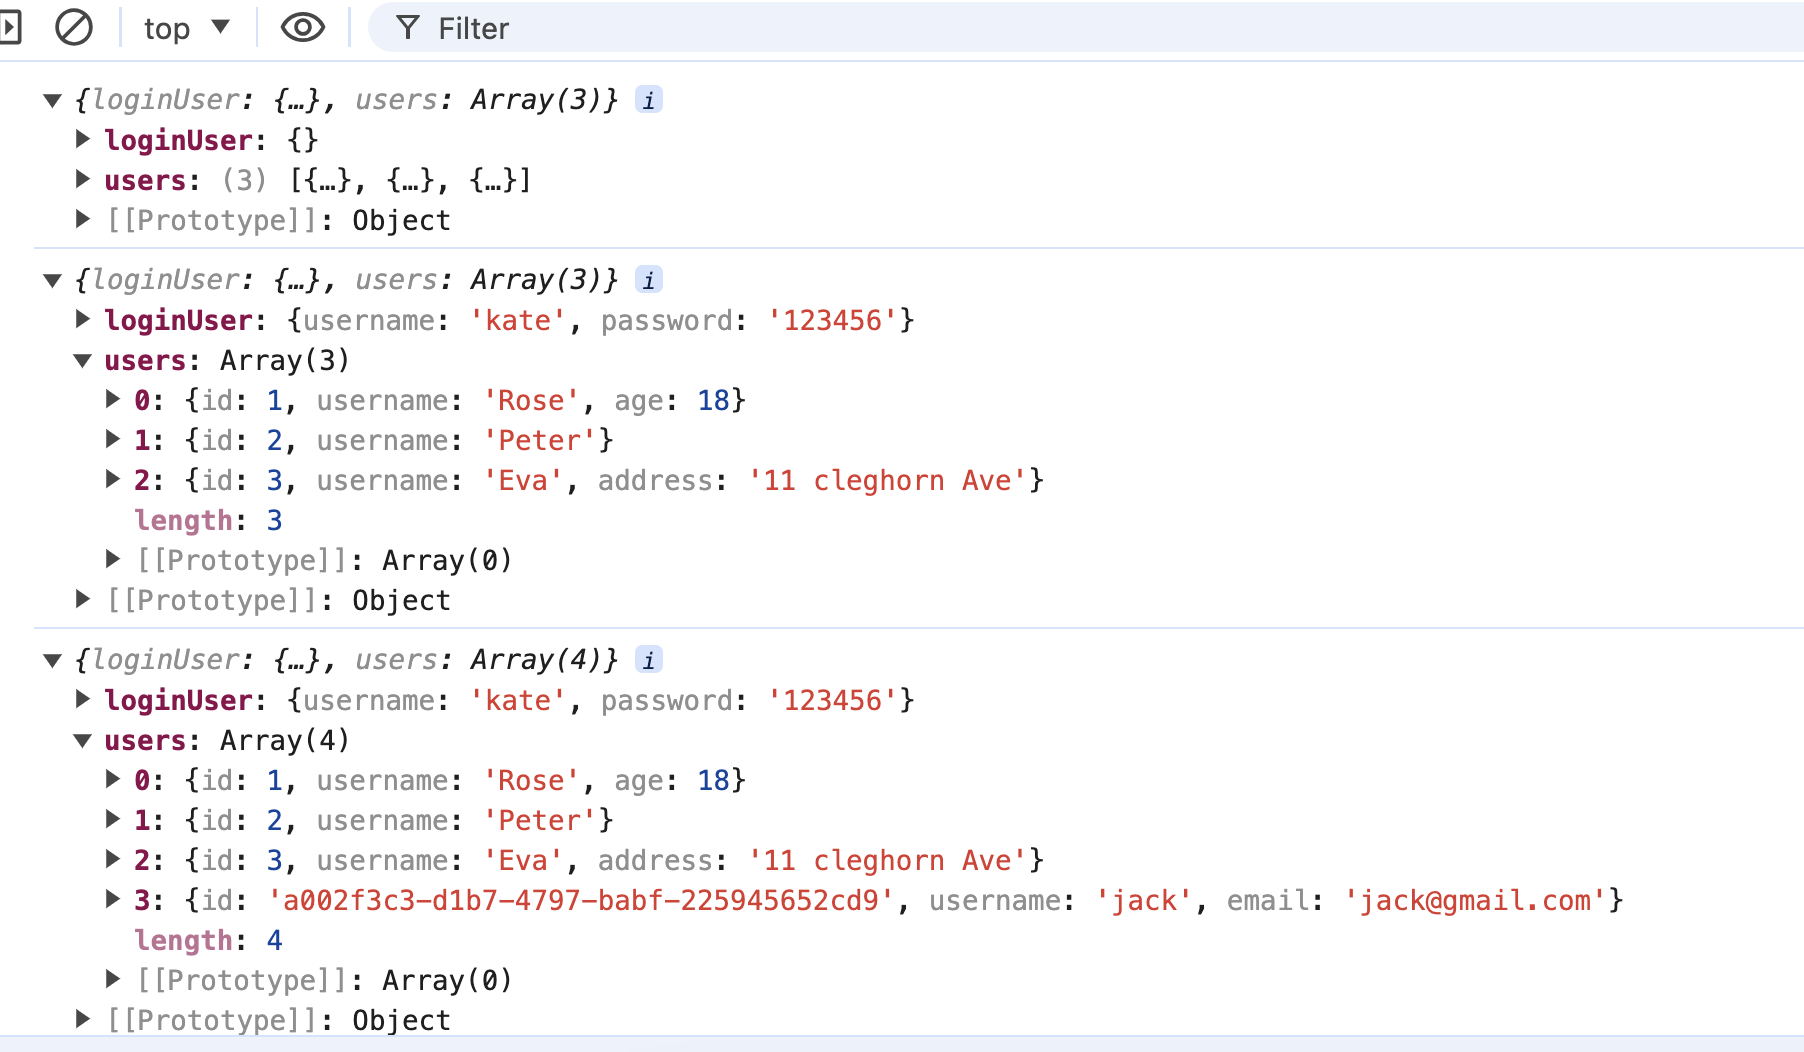 top ▼ Filter
▼ {loginUser: {…}, users: Array(3)} i
▶ loginUser: {}
▶ users: (3) [{…}, {…}, {…}]
▶ [[Prototype]]: Object
▼ {loginUser: {…}, users: Array(3)} i
▶ loginUser: {username: 'kate', password: '123456'}
▼ users: Array(3)
▶ 0: {id: 1, username: 'Rose', age: 18}
▶ 1: {id: 2, username: 'Peter'}
▶ 2: {id: 3, username: 'Eva', address: '11 cleghorn Ave'}
length: 3
▶ [[Prototype]]: Array(0)
▶ [[Prototype]]: Object
▼ {loginUser: {…}, users: Array(4)} i
▶ loginUser: {username: 'kate', password: '123456'}
▼ users: Array(4)
▶ 0: {id: 1, username: 'Rose', age: 18}
▶ 1: {id: 2, username: 'Peter'}
▶ 2: {id: 3, username: 'Eva', address: '11 cleghorn Ave'}
▶ 3: {id: 'a002f3c3-d1b7-4797-babf-225945652cd9', username: 'jack', email: 'jack@gmail.com'}
length: 4
▶ [[Prototype]]: Array(0)
▶ [[Prototype]]: Object